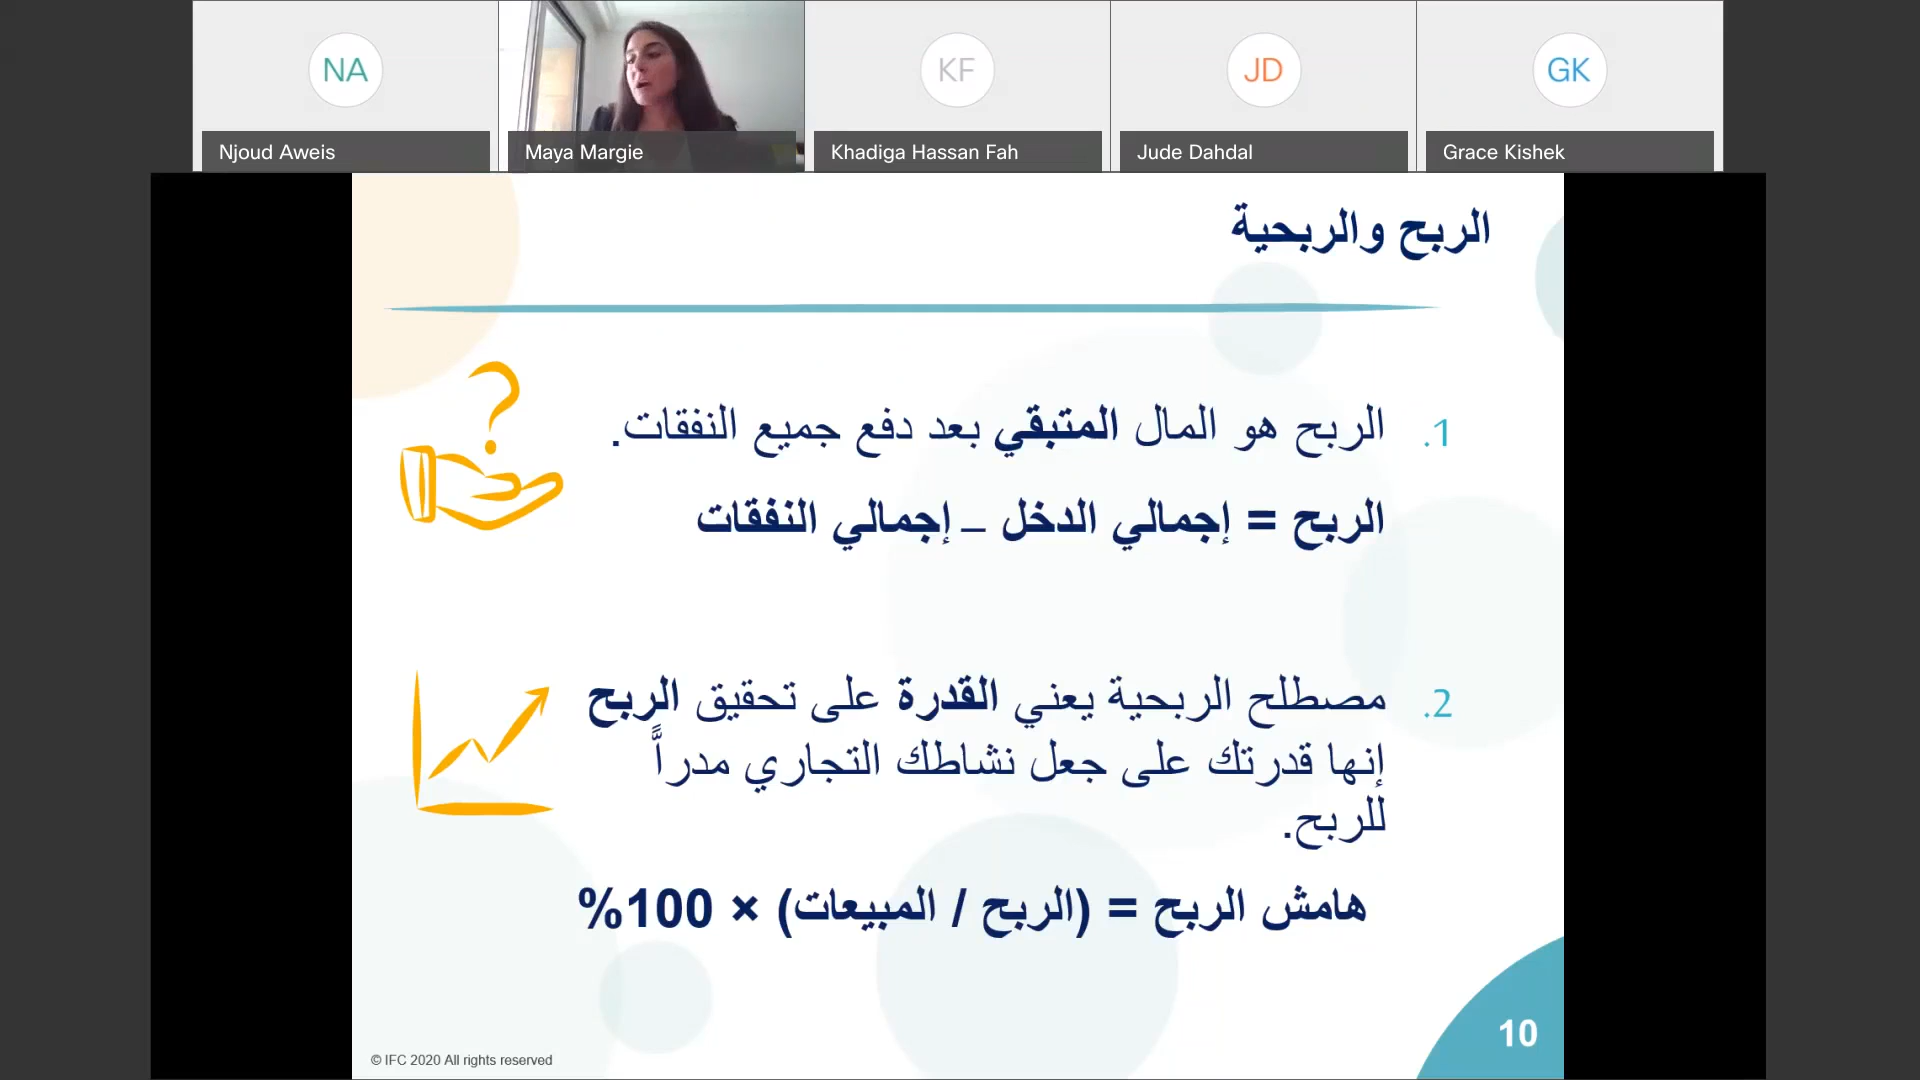 NA
KF
JD
GK
Njoud Aweis
Maya Margie
Khadiga Hassan Fah
Jude Dahdal
Grace Kishek
الربح والربحية
1. الربح هو المال المتبقي بعد دفع جميع النفقات.
الربح = إجمالي الدخل – إجمالي النفقات
2. مصطلح الربحية يعني القدرة على تحقيق الربح
إنها قدرتك على جعل نشاطك التجاري مدراًّ
للربح.
هامش الربح = (الربح / المبيعات) × 100%
10
© IFC 2020 All rights reserved